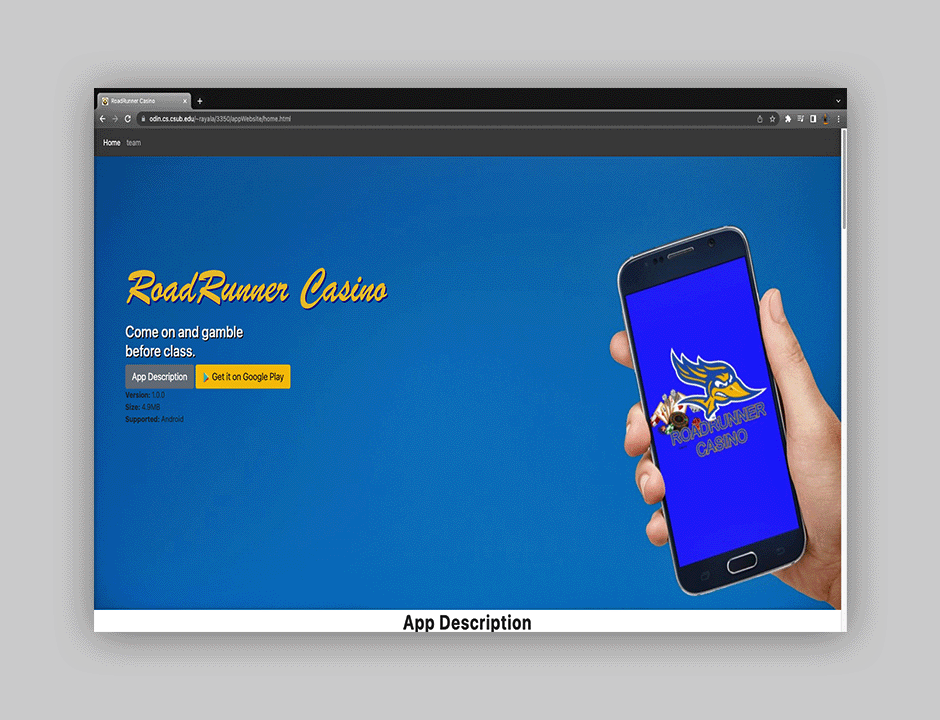 RoadRunner Casino
odin.cs.csub.edu/~rayala/3350/appWebsite/home.html
Home team
RoadRunner Casino
Come on and gamble
before class.
App Description Get it on Google Play
Version: 1.0.0
Size: 4.9MB
Supported: Android
ROADRUNNER
CASINO
App Description